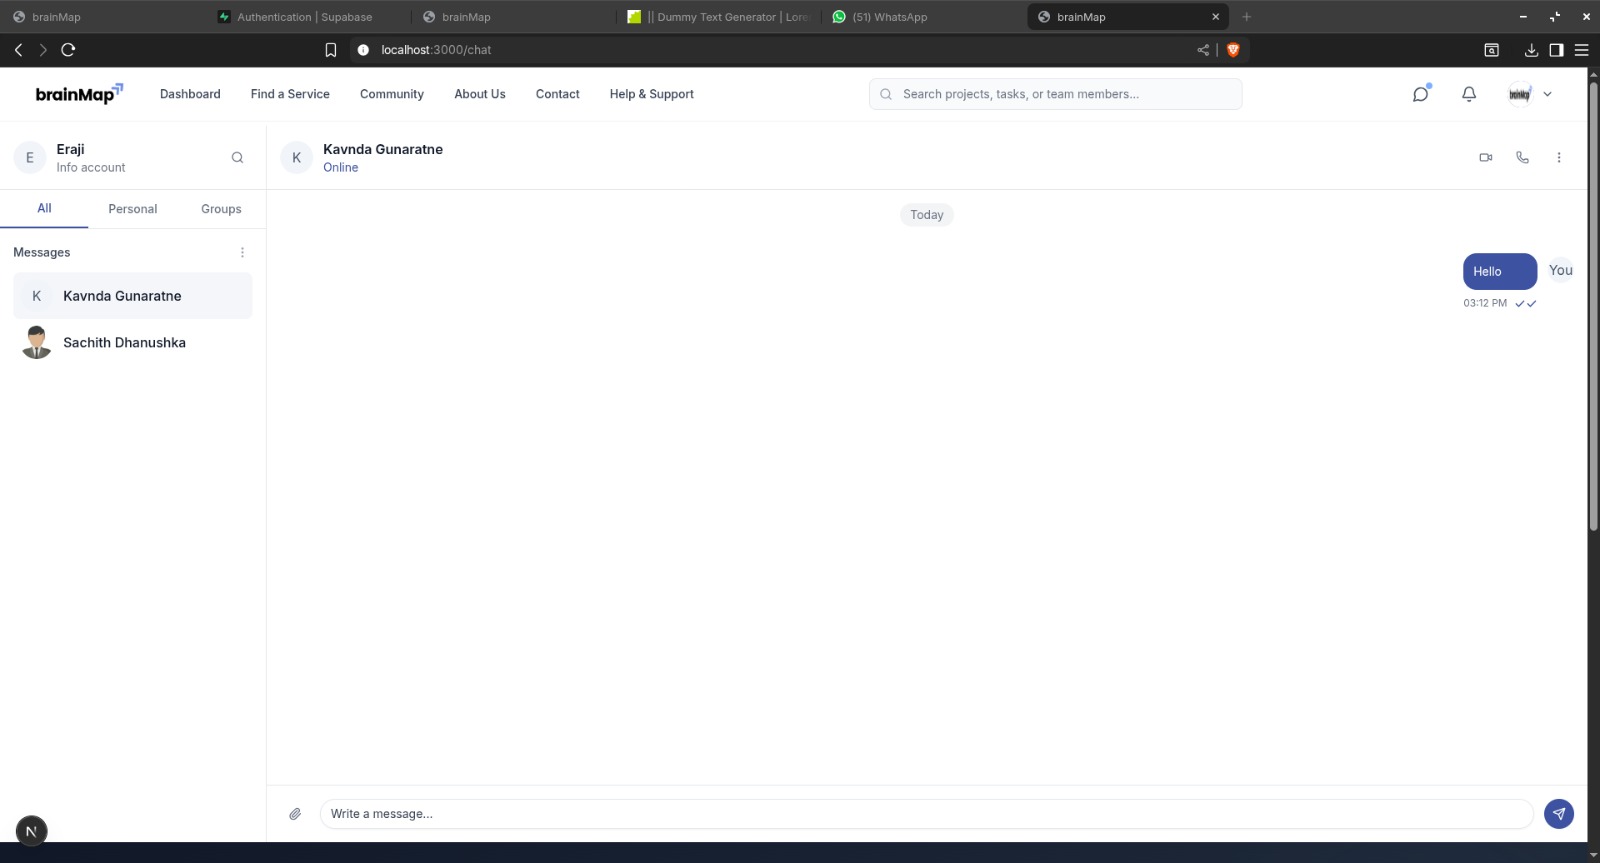 brainMap
Authentication | Supabase
brainMap
|| Dummy Text Generator | Lore
(51) WhatsApp
brainMap
localhost:3000/chat
brainMap
Dashboard
Find a Service
Community
About Us
Contact
Help & Support
Search projects, tasks, or team members...
brainMap
E
Eraji
Info account
K
Kavnda Gunaratne
Online
All
Personal
Groups
Today
Messages
Hello
You
03:12 PM
K
Kavnda Gunaratne
Sachith Dhanushka
Write a message...
N